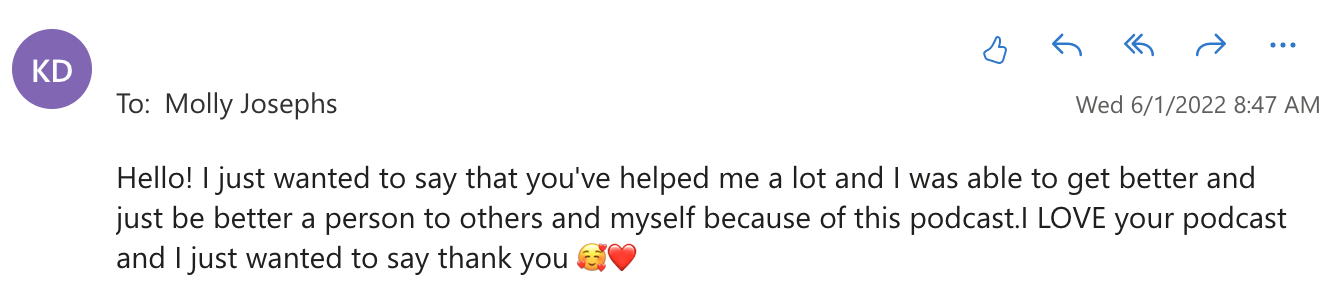 KD
To: Molly Josephs
Wed 6/1/2022 8:47 AM
Hello! I just wanted to say that you've helped me a lot and I was able to get better and
just be better a person to others and myself because of this podcast.I LOVE your podcast
and I just wanted to say thank you 🥰❤️